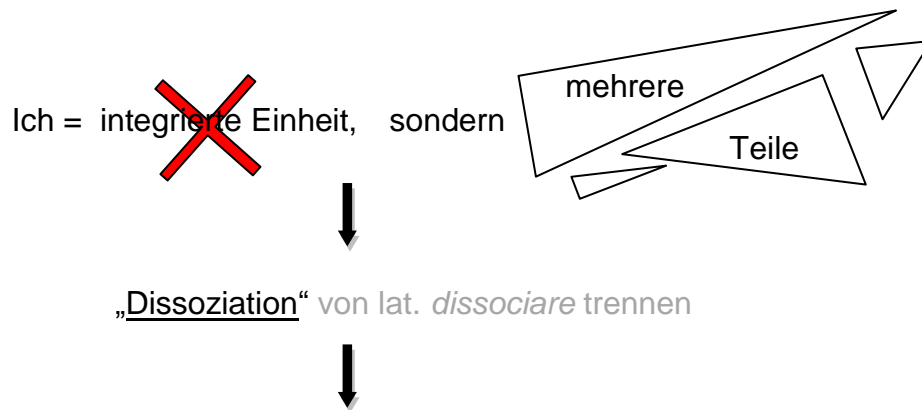 Ich = integrierte Einheit, sondern mehrere Teile
„Dissoziation“ von lat. dissociare trennen